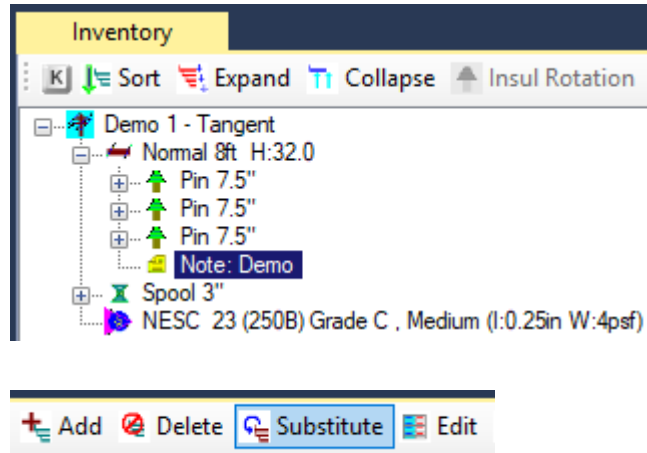 Inventory
K Sort Expand Collapse Insul Rotation
Demo 1 - Tangent
Normal 8ft H:32.0
Pin 7.5"
Pin 7.5"
Pin 7.5"
Note: Demo
Spool 3"
NESC 23 (250B) Grade C , Medium (I:0.25in W:4psf)
Add Delete Substitute Edit